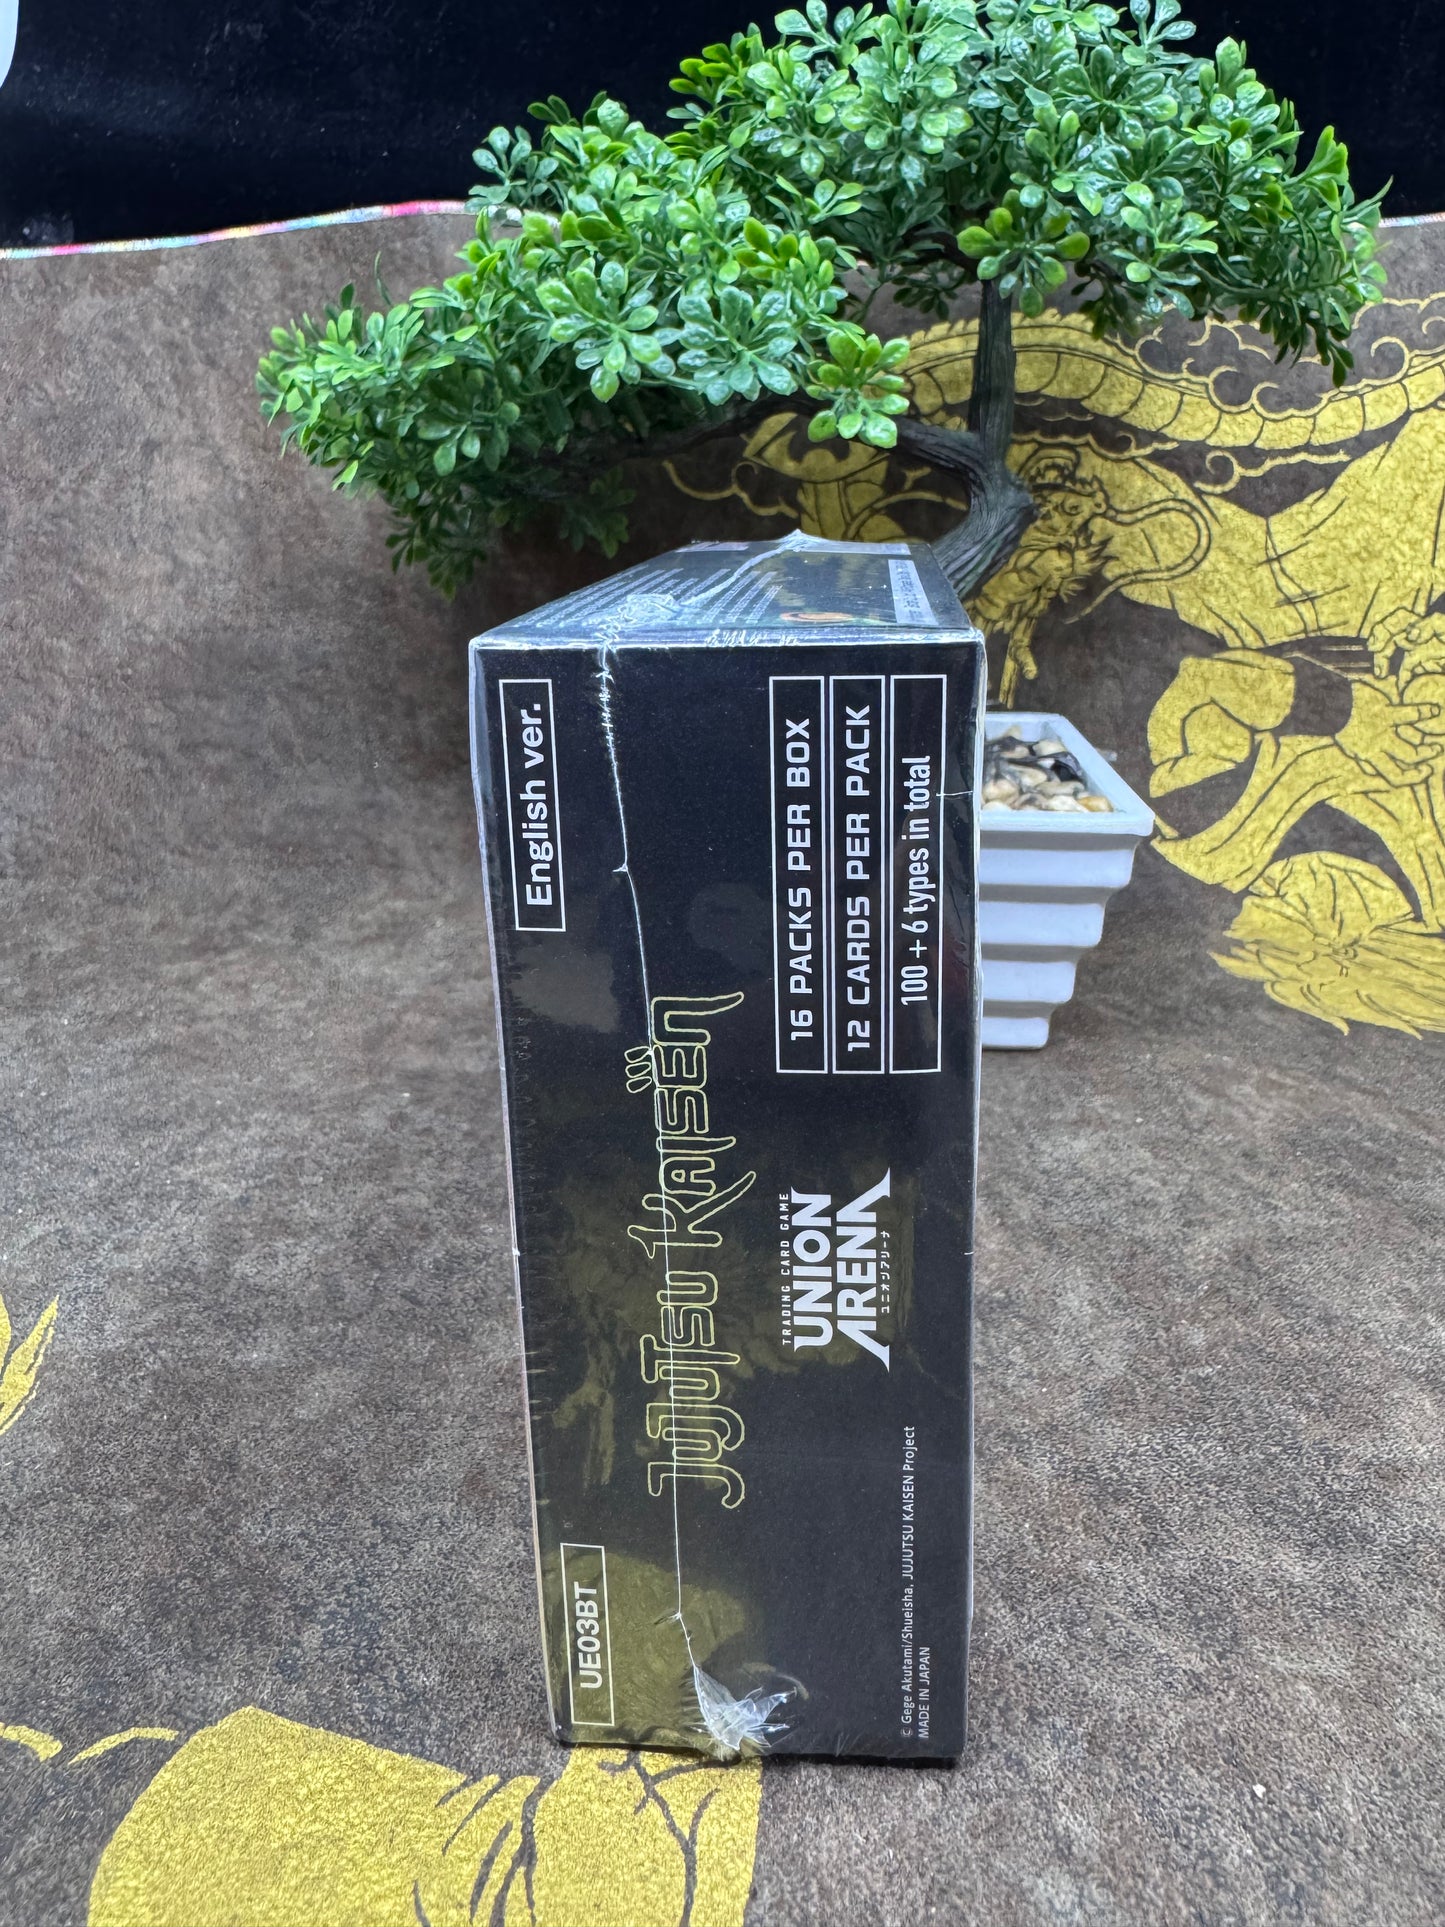 UE03BT
English ver.
JUJUTSU KAISEN
TRADING CARD GAME
UNION
ARENA
ユニオンアリーナ
16 PACKS PER BOX
12 CARDS PER PACK
100 + 6 types in total
© Gege Akutami/Shueisha, JUJUTSU KAISEN Project
MADE IN JAPAN